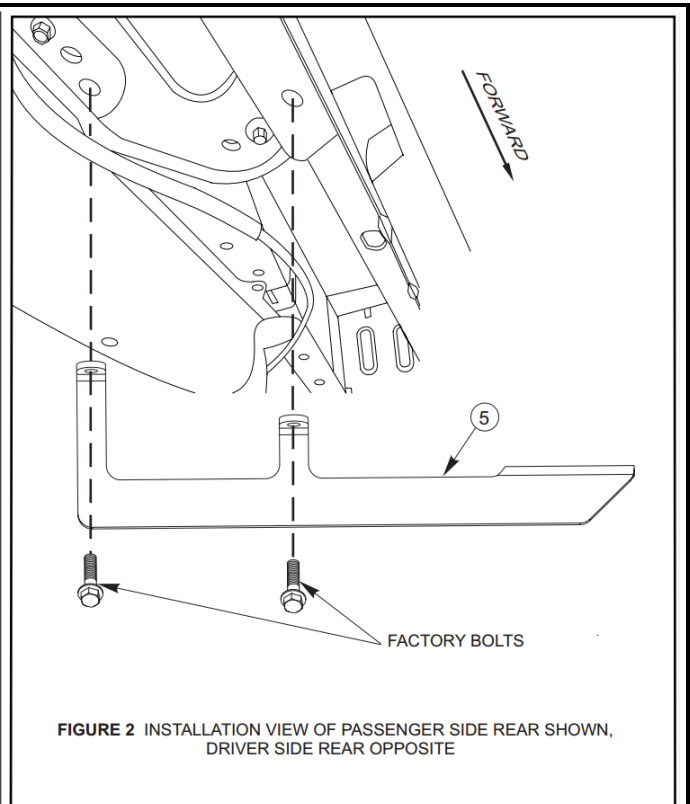 FORWARD
5
FACTORY BOLTS
FIGURE 2 INSTALLATION VIEW OF PASSENGER SIDE REAR SHOWN,
DRIVER SIDE REAR OPPOSITE